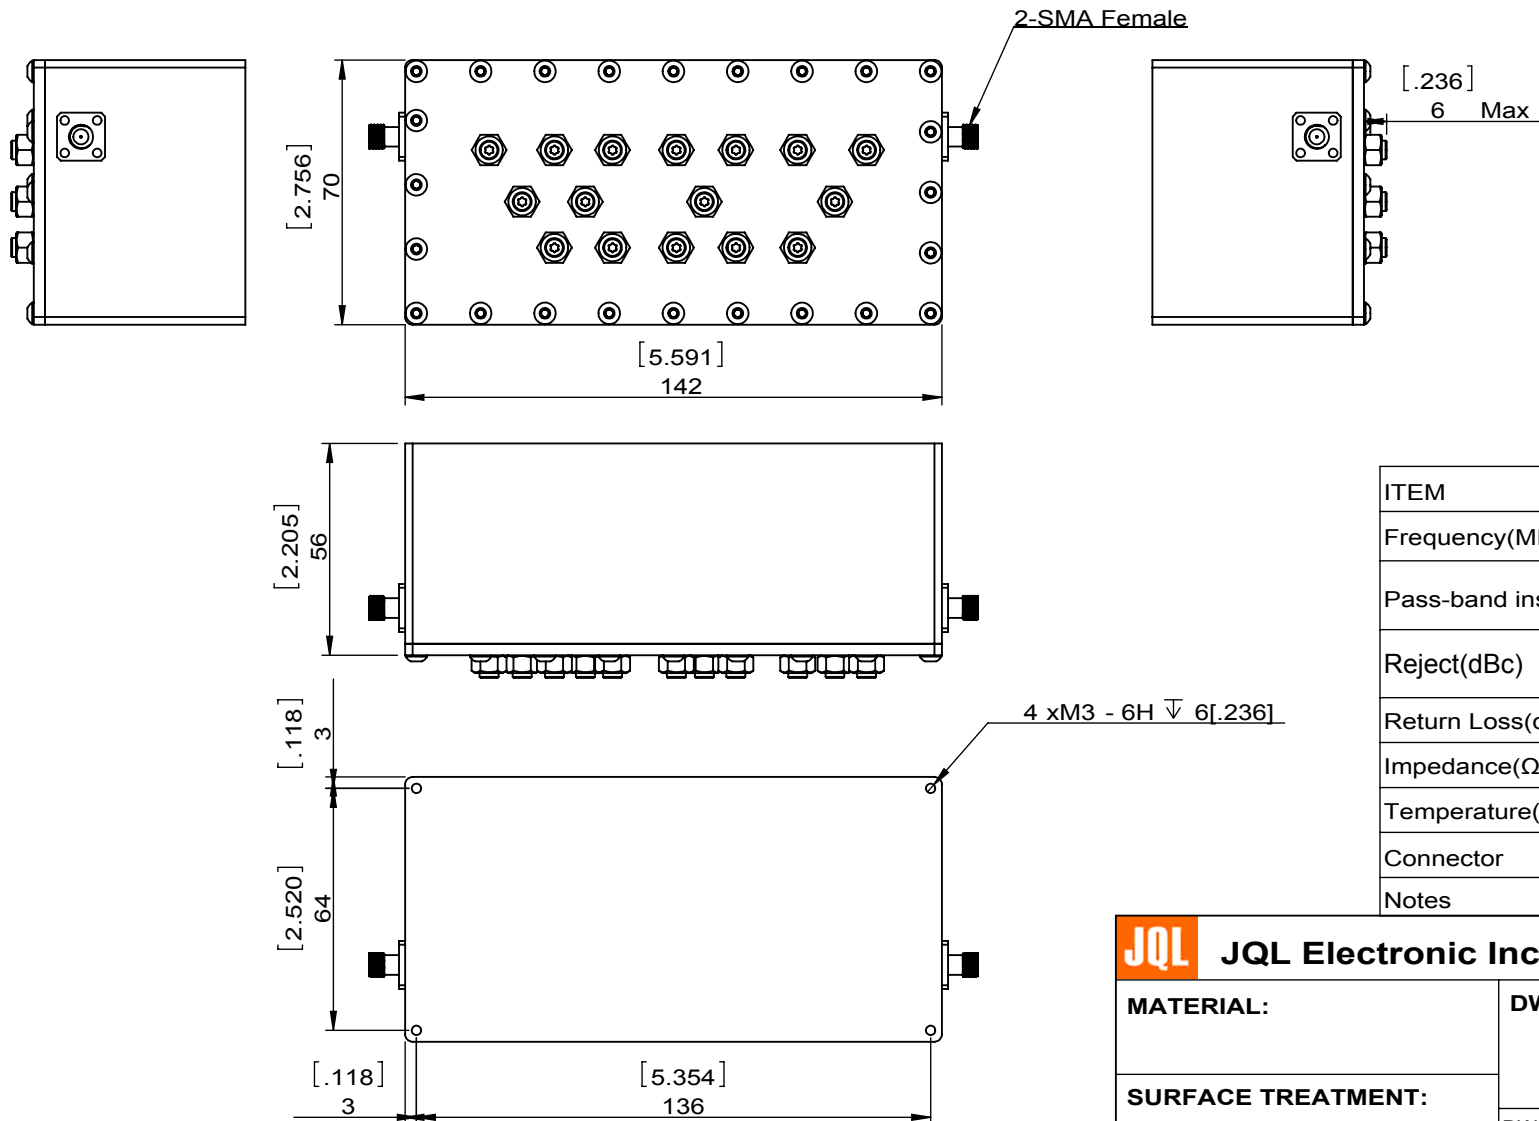 2-SMA Female
[.236]
6 Max
[2.756]
70
[5.591]
142
[2.205]
56
ITEM
Pass-band
Reject(dBc)
Return
Connector
Notes
[.118]
3
4 xM3 - 6H ↧ 6[.236]
[2.520]
64
[.118]
3
[5.354]
136
JQL JQL Electronic Inc
MATERIAL:
SURFACE TREATMENT: